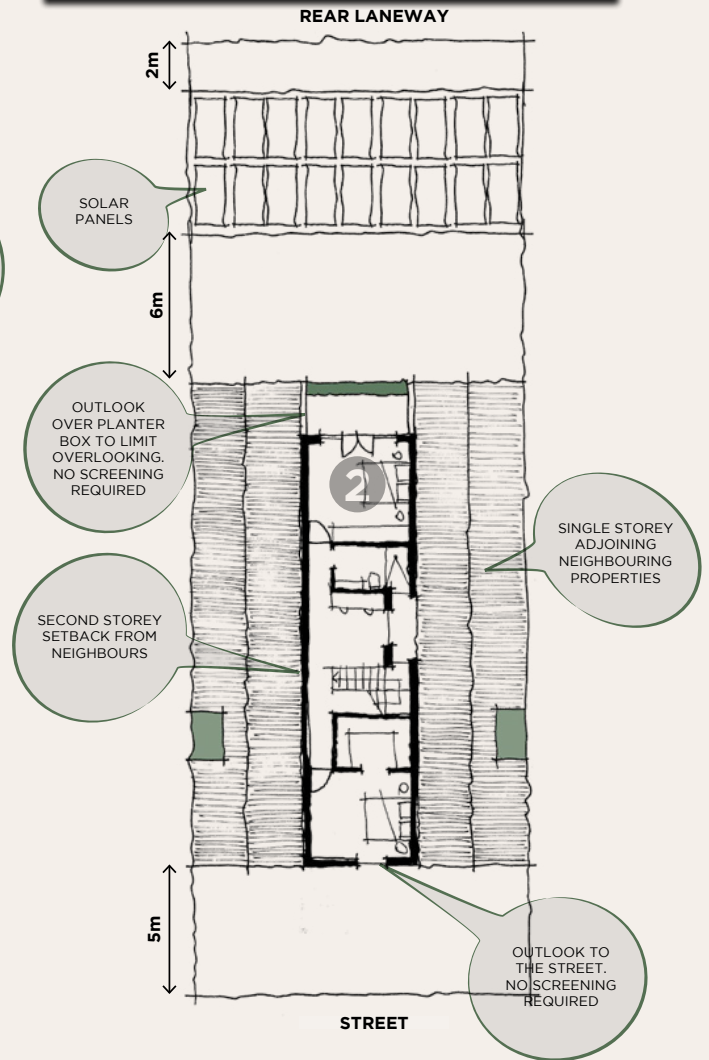 REAR LANEWAY
2m
SOLAR
PANELS
6m
OUTLOOK
OVER PLANTER
BOX TO LIMIT
OVERLOOKING.
NO SCREENING
REQUIRED
2
SINGLE STOREY
ADJOINING
NEIGHBOURING
PROPERTIES
SECOND STOREY
SETBACK FROM
NEIGHBOURS
5m
OUTLOOK TO
THE STREET.
NO SCREENING
REQUIRED
STREET